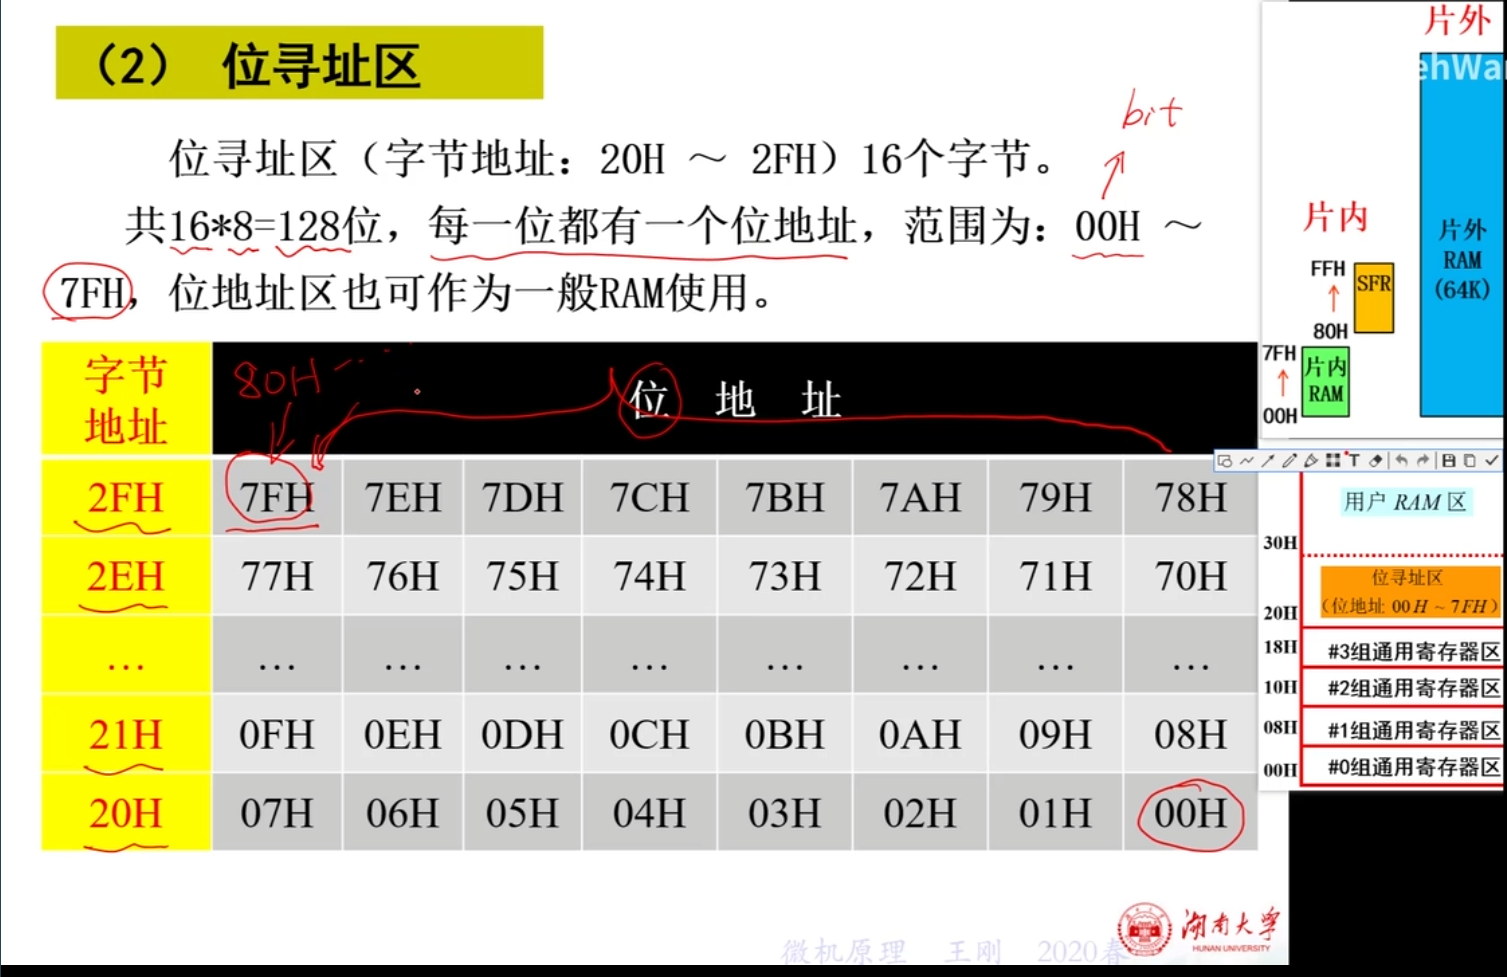 （2） 位寻址区
bit
位寻址区（字节地址：20H ～ 2FH）16个字节。
共16*8=128位，每一位都有一个位地址，范围为：00H ～
7FH，位地址区也可作为一般RAM使用。
字节
地址
80H
位 地 址
2FH 7FH 7EH 7DH 7CH 7BH 7AH 79H 78H
2EH 77H 76H 75H 74H 73H 72H 71H 70H
… … … … … … … … …
21H 0FH 0EH 0DH 0CH 0BH 0AH 09H 08H
20H 07H 06H 05H 04H 03H 02H 01H 00H
片外
ehWa
片内
片外
RAM
(64K)
FFH
SFR
80H
7FH
片内
RAM
00H
T
用户 RAM 区
30H
位寻址区
（位地址 00H ~ 7FH）
20H
18H #3组通用寄存器区
10H #2组通用寄存器区
08H #1组通用寄存器区
00H #0组通用寄存器区
湖南大学
HUNAN UNIVERSITY
微机原理 王刚 2020春